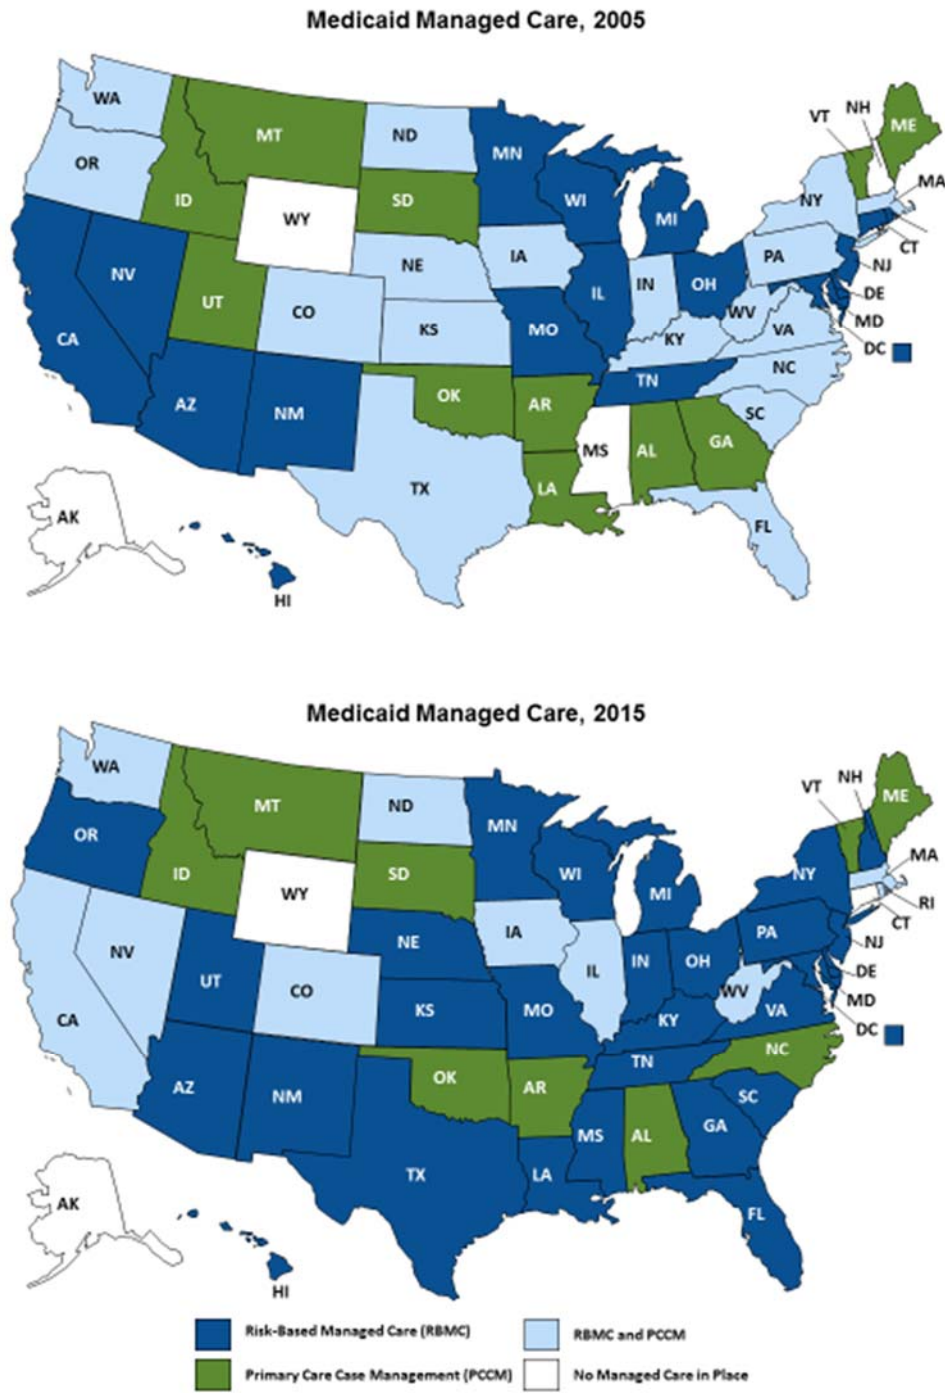 Medicaid Managed Care, 2005
WA
OR
CA
NV
ID
MT
WY
UT
AZ
CO
NM
ND
SD
NE
KS
OK
TX
MN
IA
MO
AR
LA
WI
IL
MS
MI
IN
KY
TN
AL
OH
WV
GA
FL
SC
NC
VA
PA
NY
VT
NH
ME
MA
CT
NJ
DE
MD
DC
AK
HI
Medicaid Managed Care, 2015
WA
OR
CA
NV
ID
MT
WY
UT
AZ
CO
NM
ND
SD
NE
KS
OK
TX
MN
IA
MO
AR
LA
WI
IL
MS
MI
IN
KY
TN
AL
OH
WV
GA
FL
SC
NC
VA
PA
NY
VT
NH
ME
MA
RI
CT
NJ
DE
MD
DC
AK
HI
Risk-Based Managed Care (RBMC)
RBMC and PCCM
Primary Care Case Management (PCCM)
No Managed Care in Place